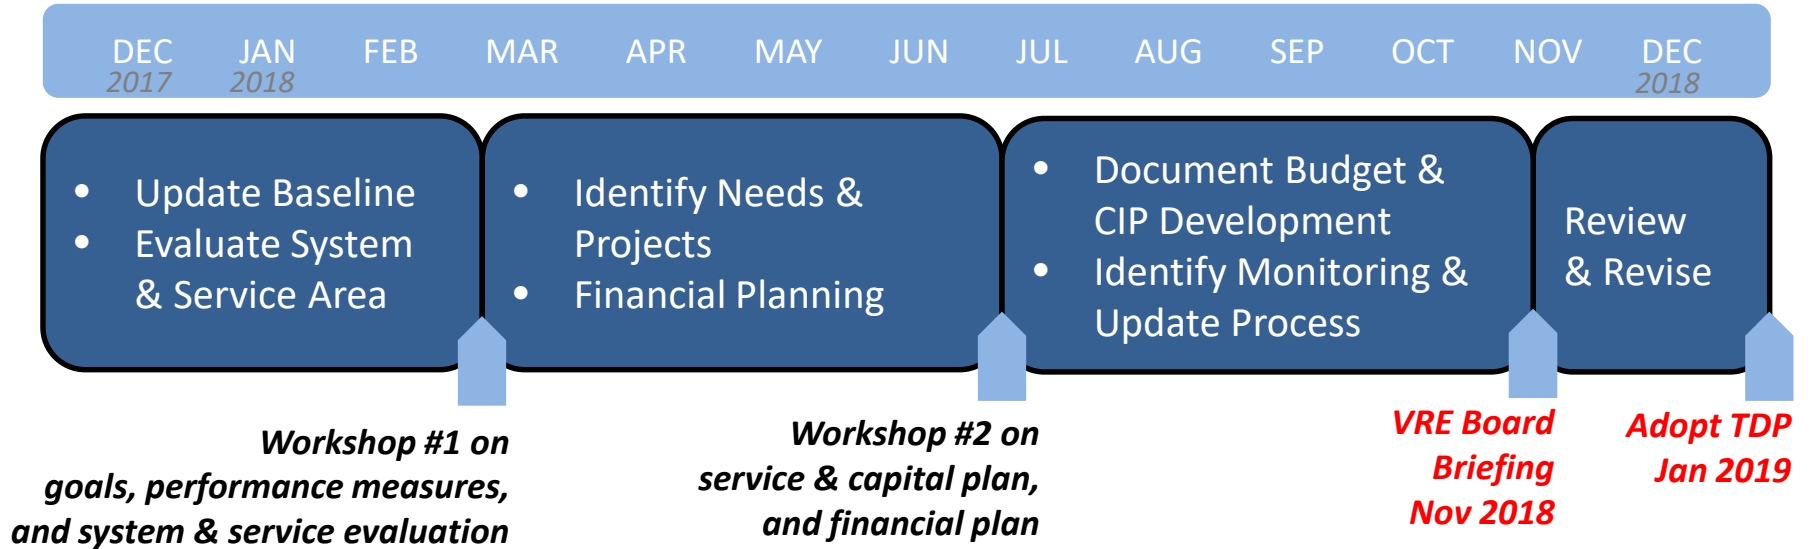 DEC JAN FEB MAR APR MAY JUN JUL AUG SEP OCT NOV DEC
2017 2018 2018
• Update Baseline
• Evaluate System
& Service Area
• Identify Needs &
Projects
• Financial Planning
• Document Budget &
CIP Development
• Identify Monitoring &
Update Process
Review
& Revise
Workshop #1 on
goals, performance measures,
and system & service evaluation
Workshop #2 on
service & capital plan,
and financial plan
VRE Board
Briefing
Nov 2018
Adopt TDP
Jan 2019